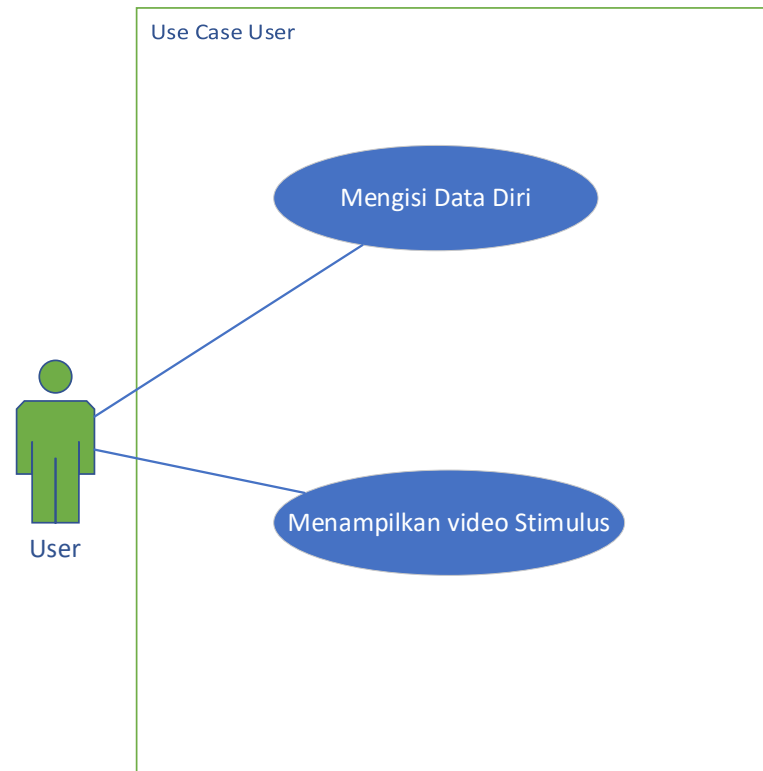 Use Case User
Mengisi Data Diri
Menampilkan video Stimulus
User